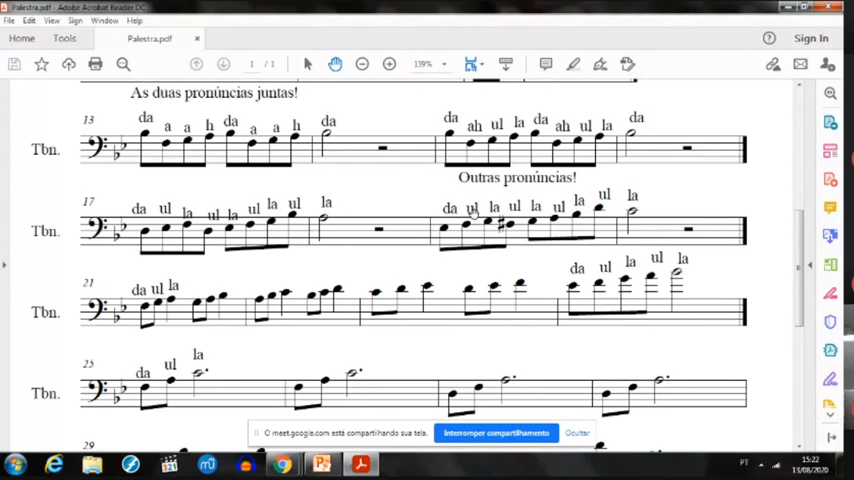 Palestra.pdf - Adobe Acrobat Reader DC
File Edit View Sign Window Help
Home Tools Palestra.pdf × Sign In
1 / 1 139%
As duas pronúncias juntas!
13
da a a h da a a h da da ah ul la da ah ul la da
Tbn.
Outras pronúncias!
17
da ul la ul la ul la ul la da ul la ul la ul la ul la
Tbn.
21
da ul la da ul la ul la
Tbn.
25
da ul la
Tbn.
29
O meet.google.com está compartilhando sua tela. Interromper compartilhamento Ocultar
321
PT 15:22
13/08/2020